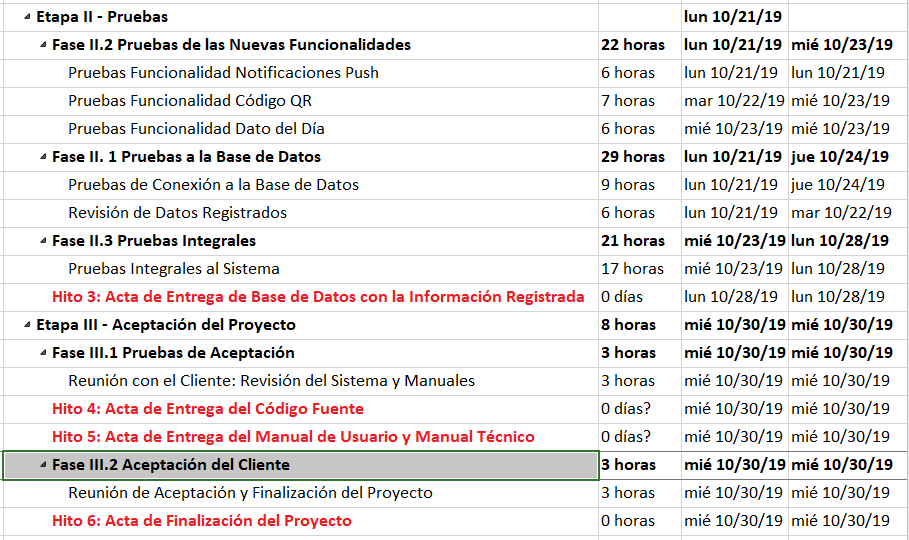 Etapa II - Pruebas lun 10/21/19
Fase II.2 Pruebas de las Nuevas Funcionalidades 22 horas lun 10/21/19 mié 10/23/19
Pruebas Funcionalidad Notificaciones Push 6 horas lun 10/21/19 lun 10/21/19
Pruebas Funcionalidad Código QR 7 horas mar 10/22/19 mié 10/23/19
Pruebas Funcionalidad Dato del Día 6 horas mié 10/23/19 mié 10/23/19
Fase II. 1 Pruebas a la Base de Datos 29 horas lun 10/21/19 jue 10/24/19
Pruebas de Conexión a la Base de Datos 9 horas lun 10/21/19 jue 10/24/19
Revisión de Datos Registrados 6 horas lun 10/21/19 mar 10/22/19
Fase II.3 Pruebas Integrales 21 horas mié 10/23/19 lun 10/28/19
Pruebas Integrales al Sistema 17 horas mié 10/23/19 lun 10/28/19
Hito 3: Acta de Entrega de Base de Datos con la Información Registrada 0 días lun 10/28/19 lun 10/28/19
Etapa III - Aceptación del Proyecto 8 horas mié 10/30/19 mié 10/30/19
Fase III.1 Pruebas de Aceptación 3 horas mié 10/30/19 mié 10/30/19
Reunión con el Cliente: Revisión del Sistema y Manuales 3 horas mié 10/30/19 mié 10/30/19
Hito 4: Acta de Entrega del Código Fuente 0 días? mié 10/30/19 mié 10/30/19
Hito 5: Acta de Entrega del Manual de Usuario y Manual Técnico 0 días? mié 10/30/19 mié 10/30/19
Fase III.2 Aceptación del Cliente 3 horas mié 10/30/19 mié 10/30/19
Reunión de Aceptación y Finalización del Proyecto 3 horas mié 10/30/19 mié 10/30/19
Hito 6: Acta de Finalización del Proyecto 0 horas mié 10/30/19 mié 10/30/19